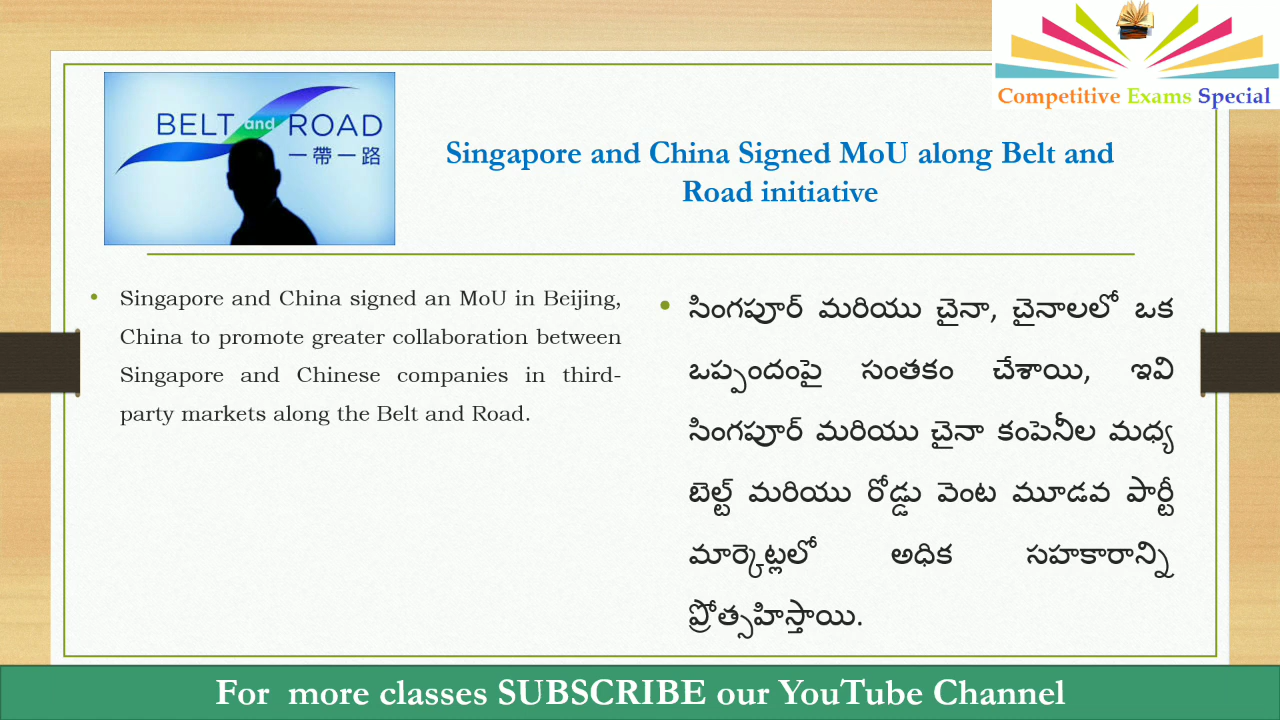 Competitive Exams Special
BELT and ROAD
一帶一路
Singapore and China Signed MoU along Belt and
Road initiative
• Singapore and China signed an MoU in Beijing,
China to promote greater collaboration between
Singapore and Chinese companies in third-
party markets along the Belt and Road.
• సింగపూర్ మరియు చైనా, చైనాలలో ఒక
ఒప్పందంపై సంతకం చేశాయి, ఇవి
సింగపూర్ మరియు చైనా కంపెనీల మధ్య
బెల్ట్ మరియు రోడ్డు వెంట మూడవ పార్టీ
మార్కెట్లలో అధిక సహకారాన్ని
ప్రోత్సహిస్తాయి.
For more classes SUBSCRIBE our YouTube Channel